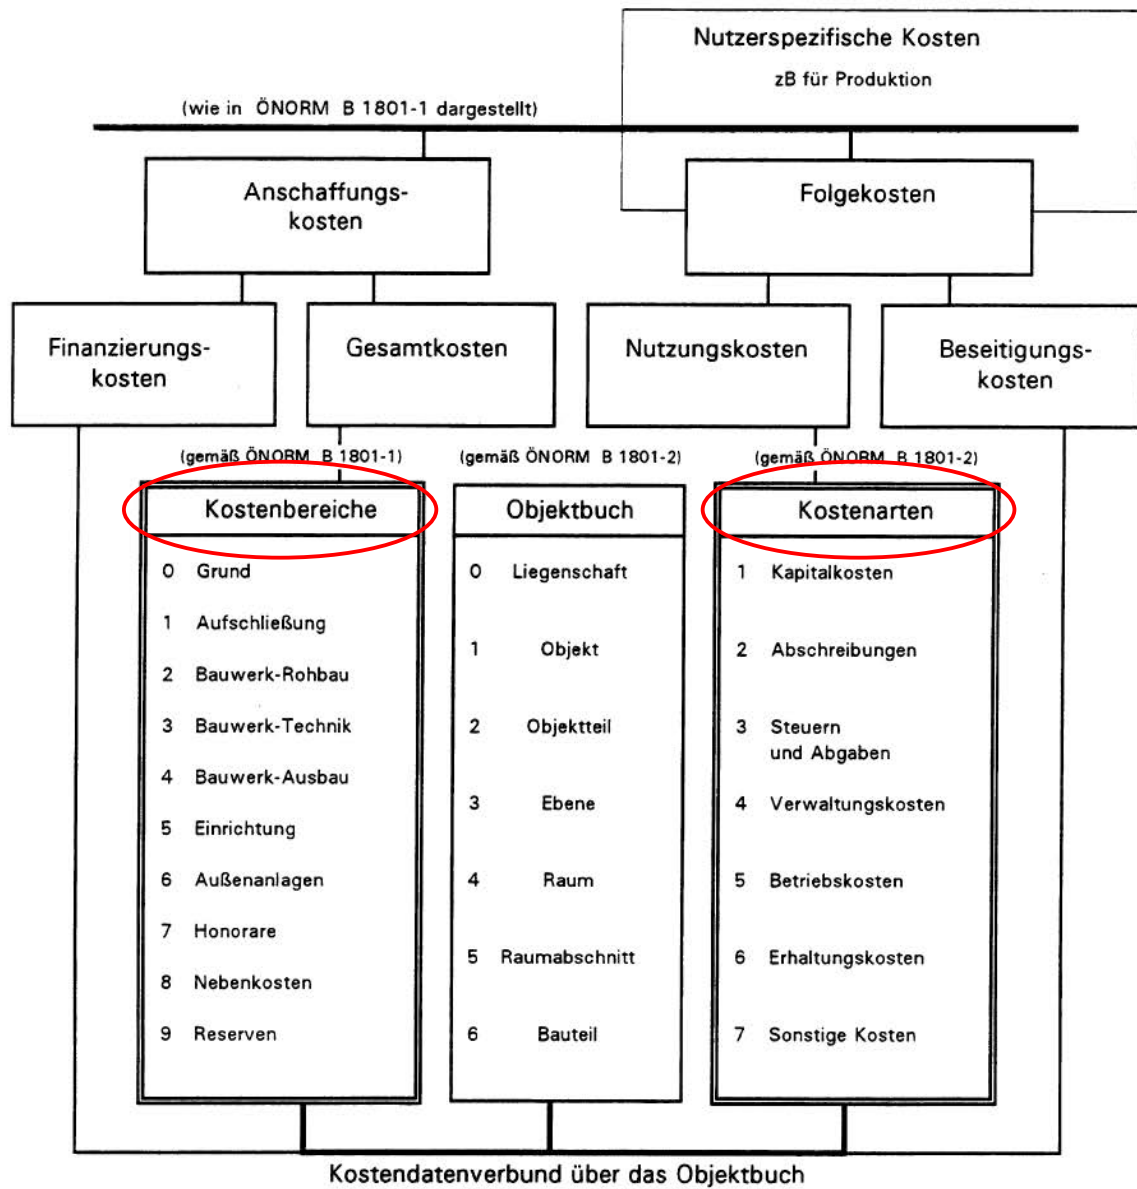 Nutzerspezifische Kosten
zB für Produktion
(wie in ÖNORM B 1801-1 dargestellt)
Anschaffungs-
kosten
Folgekosten
Finanzierungs-
kosten
Gesamtkosten
Nutzungskosten
Beseitigungs-
kosten
(gemäß ÖNORM B 1801-1)
Kostenbereiche
0 Grund
1 Aufschließung
2 Bauwerk-Rohbau
3 Bauwerk-Technik
4 Bauwerk-Ausbau
5 Einrichtung
6 Außenanlagen
7 Honorare
8 Nebenkosten
9 Reserven
(gemäß ÖNORM B 1801-2)
Objektbuch
0 Liegenschaft
1 Objekt
2 Objektteil
3 Ebene
4 Raum
5 Raumabschnitt
6 Bauteil
(gemäß ÖNORM B 1801-2)
Kostenarten
1 Kapitalkosten
2 Abschreibungen
3 Steuern
und Abgaben
4 Verwaltungskosten
5 Betriebskosten
6 Erhaltungskosten
7 Sonstige Kosten
Kostendatenverbund über das Objektbuch